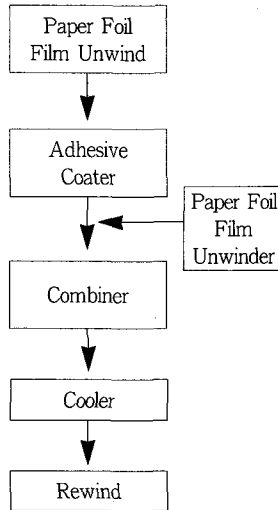 Paper Foil
Film Unwind
Adhesive
Coater
Paper Foil
Film
Unwinder
Combiner
Cooler
Rewind